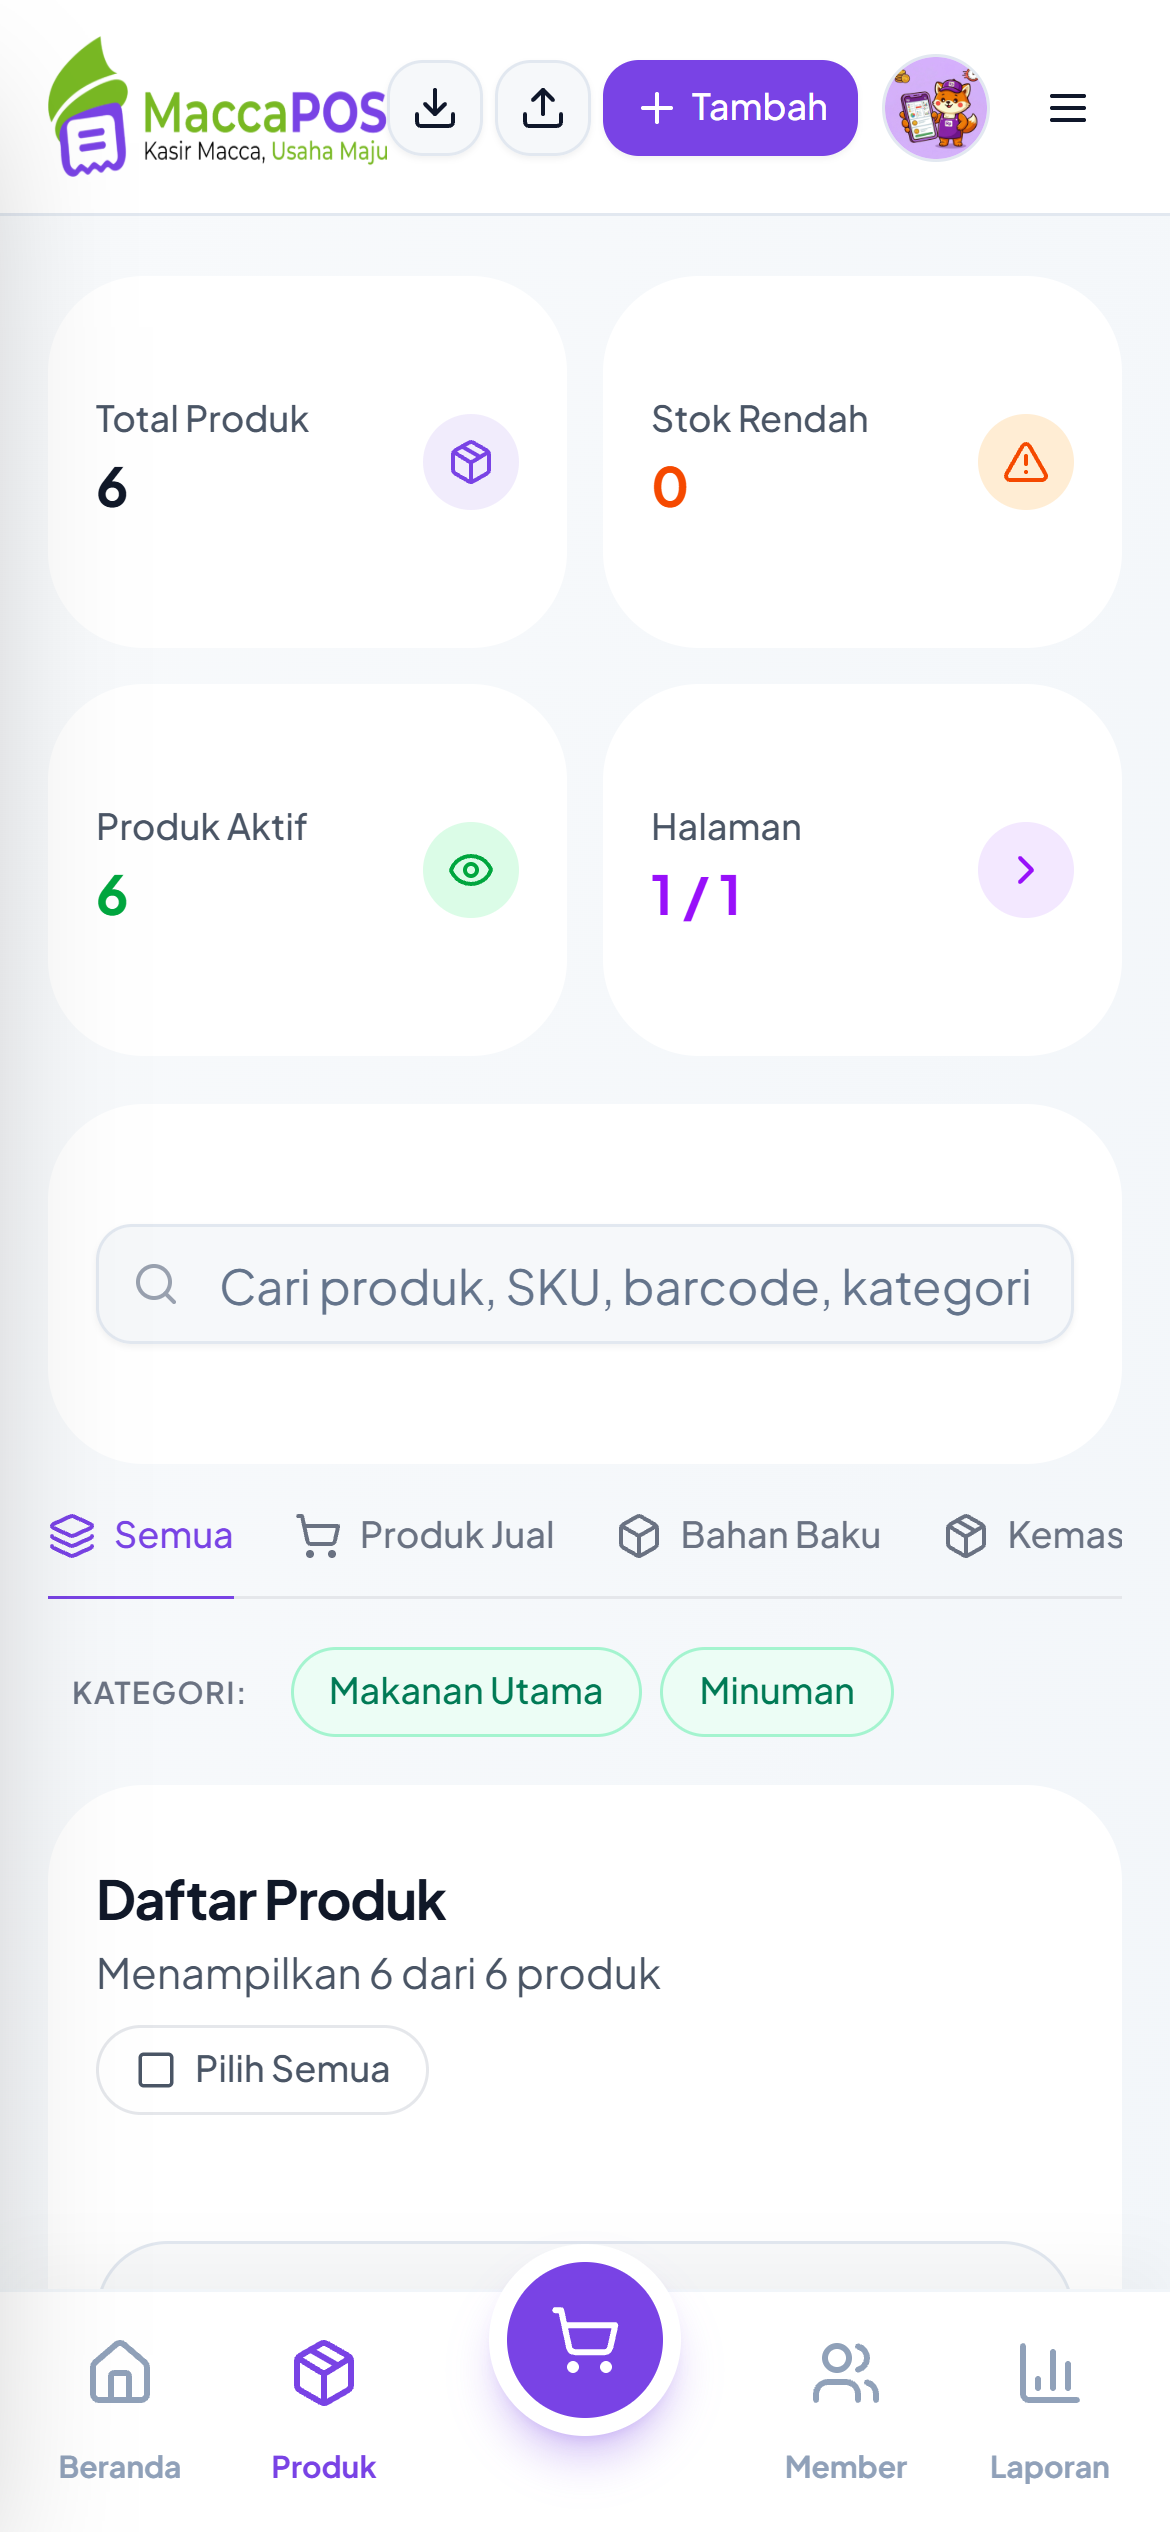 MaccaPOS
Kasir Macca, Usaha Maju
Tambah
Total Produk
6
Stok Rendah
0
Produk Aktif
6
Halaman
1 / 1
Cari produk, SKU, barcode, kategori
Semua
Produk Jual
Bahan Baku
Kemas
KATEGORI:
Makanan Utama
Minuman
Daftar Produk
Menampilkan 6 dari 6 produk
Pilih Semua
Beranda
Produk
Member
Laporan